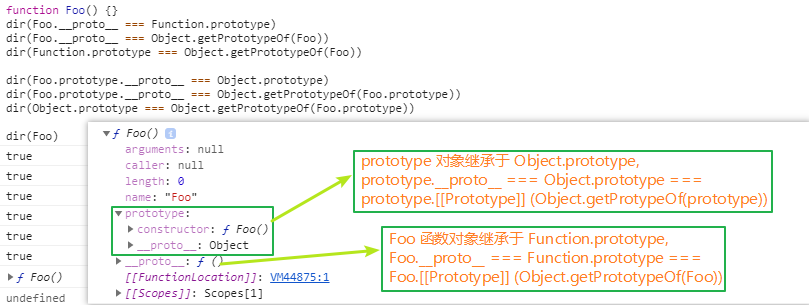 function Foo() {}
dir(Foo.__proto__ === Function.prototype)
dir(Foo.__proto__ === Object.getPrototypeOf(Foo))
dir(Function.prototype === Object.getPrototypeOf(Foo))
dir(Foo.prototype.__proto__ === Object.prototype)
dir(Foo.prototype.__proto__ === Object.getPrototypeOf(Foo.prototype))
dir(Object.prototype === Object.getPrototypeOf(Foo.prototype))
dir(Foo)
true
true
true
true
true
true
▶ ƒ Foo()
undefined
▼ ƒ Foo() i
arguments: null
caller: null
length: 0
name: "Foo"
▼ prototype:
▶ constructor: ƒ Foo()
▶ __proto__: Object
▶ __proto__: ƒ ()
[[FunctionLocation]]: VM44875:1
▶ [[Scopes]]: Scopes[1]
prototype 对象继承于 Object.prototype,
prototype.__proto__ === Object.prototype ===
prototype.[[Prototype]] (Object.getProtypeOf(prototype))
Foo 函数对象继承于 Function.prototype,
Foo.__proto__ === Function.prototype ===
Foo.[[Prototype]] (Object.getPrototypeOf(Foo))